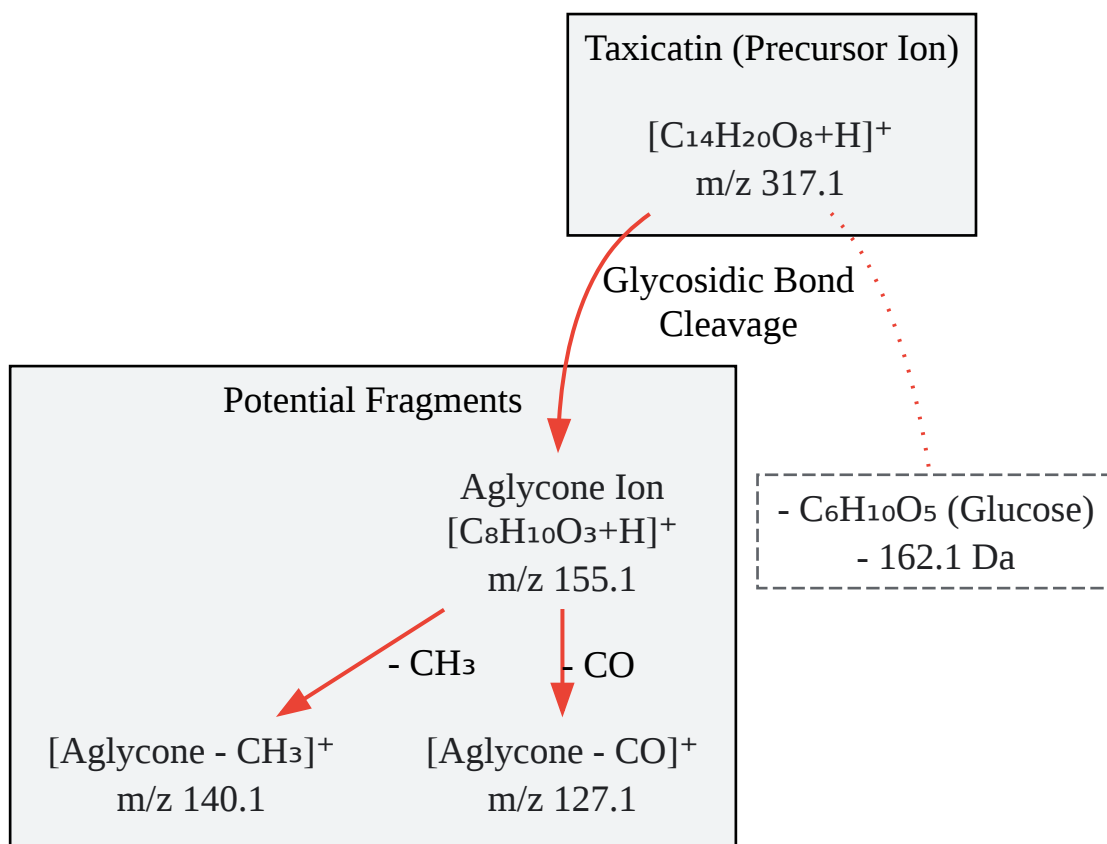 Taxicatin (Precursor Ion)
[C₁₄H₂₀O₈+H]⁺
m/z 317.1
Glycosidic Bond
Cleavage
Potential Fragments
Aglycone Ion
[C₈H₁₀O₃+H]⁺
m/z 155.1
- C₆H₁₀O₅ (Glucose)
- 162.1 Da
- CH₃
- CO
[Aglycone - CH₃]⁺
m/z 140.1
[Aglycone - CO]⁺
m/z 127.1